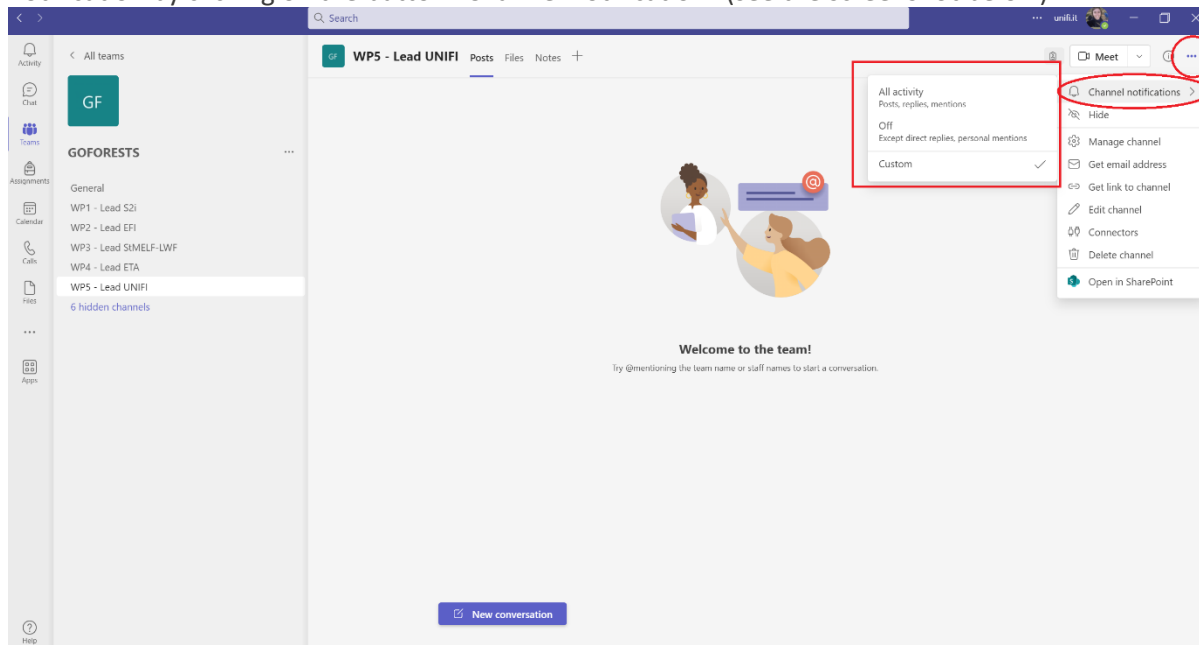 Search
unifi.it
Activity
Chat
Teams
Assignments
Calendar
Calls
Files
Apps
Help
All teams
GF
GOFORESTS
General
WP1 - Lead S2i
WP2 - Lead EFI
WP3 - Lead StMELF-LWF
WP4 - Lead ETA
WP5 - Lead UNIFI
6 hidden channels
GF WP5 - Lead UNIFI Posts Files Notes
Meet
All activity
Posts, replies, mentions
Off
Except direct replies, personal mentions
Custom
Channel notifications
Hide
Manage channel
Get email address
Get link to channel
Edit channel
Connectors
Delete channel
Open in SharePoint
@
Welcome to the team!
Try @mentioning the team name or staff names to start a conversation.
New conversation